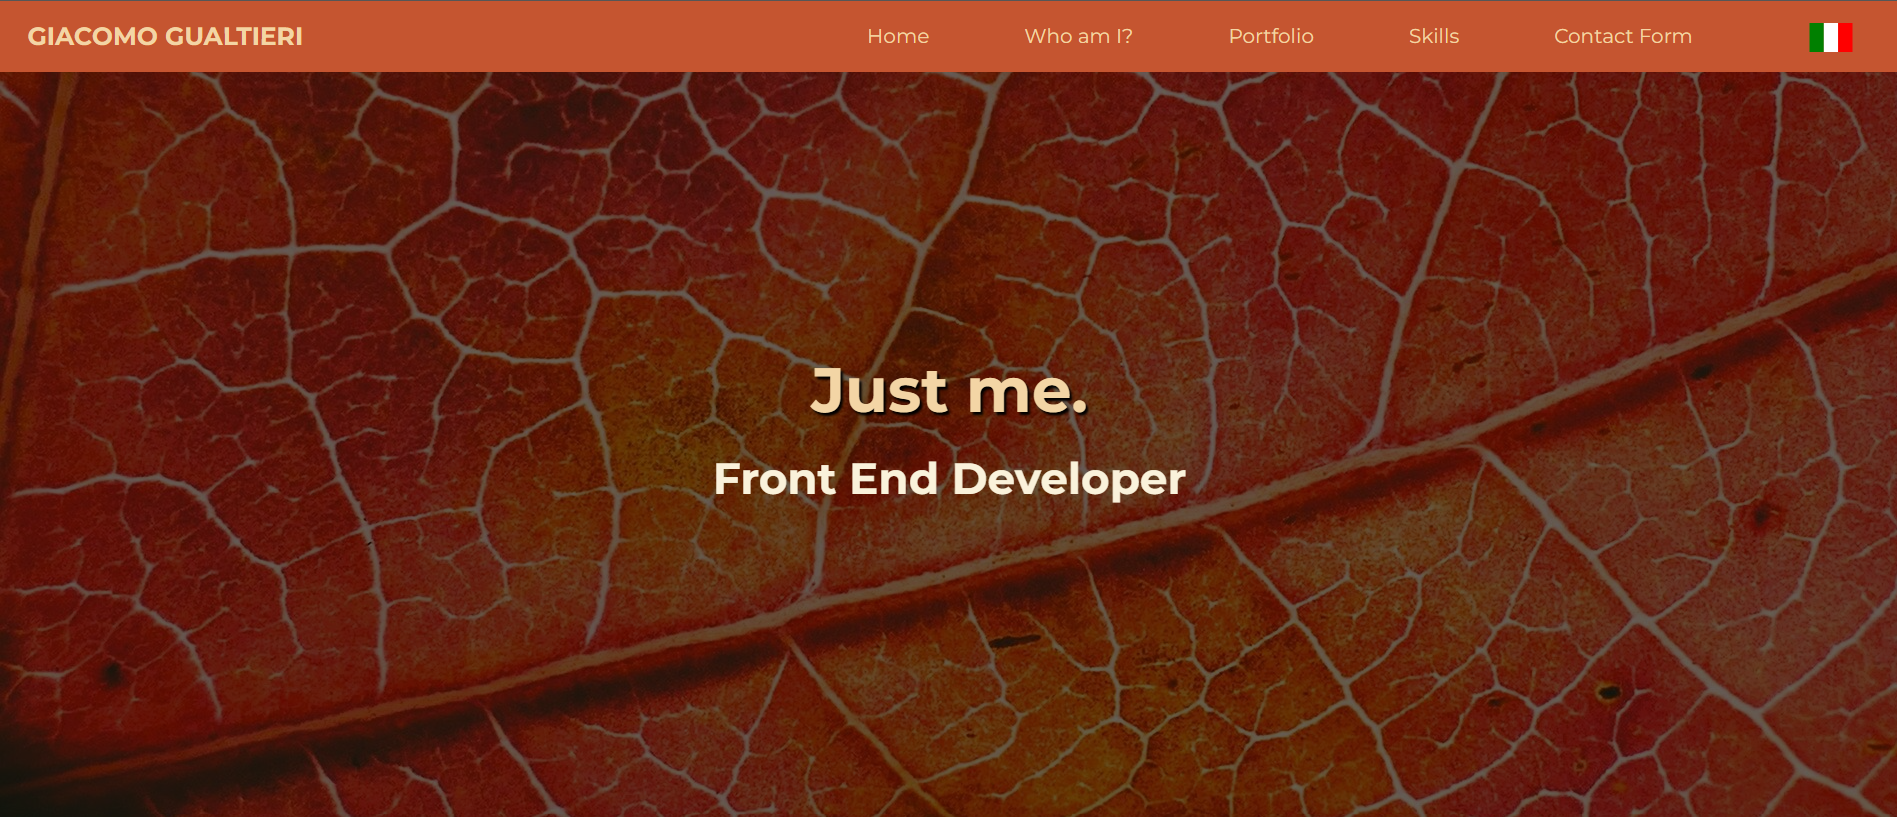 GIACOMO GUALTIERI
Home
Who am I?
Portfolio
Skills
Contact Form
Just me.
Front End Developer